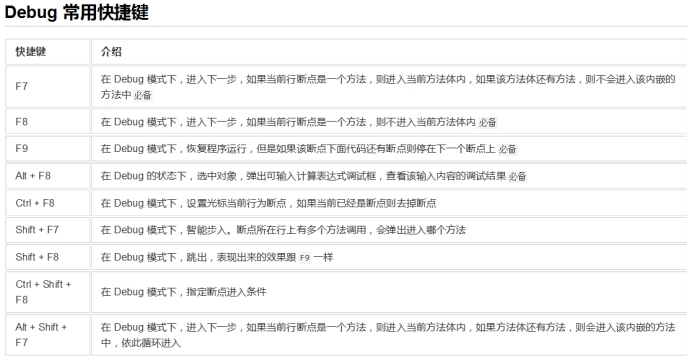 Debug 常用快捷键
快捷键 介绍
F7 在 Debug 模式下，进入下一步，如果当前行断点是一个方法，则进入当前方法体内，如果该方法体还有方法，则不会进入该内嵌的
方法中 必备
F8 在 Debug 模式下，进入下一步，如果当前行断点是一个方法，则不进入当前方法体内 必备
F9 在 Debug 模式下，恢复程序运行，但是如果该断点下面代码还有断点则停在下一个断点上 必备
Alt + F8 在 Debug 的状态下，选中对象，弹出可输入计算表达式调试框，查看该输入内容的调试结果 必备
Ctrl + F8 在 Debug 模式下，设置光标当前行为断点，如果当前已经是断点则去掉断点
Shift + F7 在 Debug 模式下，智能步入。断点所在行上有多个方法调用，会弹出进入哪个方法
Shift + F8 在 Debug 模式下，跳出，表现出来的效果跟 F9 一样
Ctrl + Shift +
F8 在 Debug 模式下，指定断点进入条件
Alt + Shift +
F7 在 Debug 模式下，进入下一步，如果当前行断点是一个方法，则进入当前方法体内，如果方法体还有方法，则会进入该内嵌的方法
中，依此循环进入